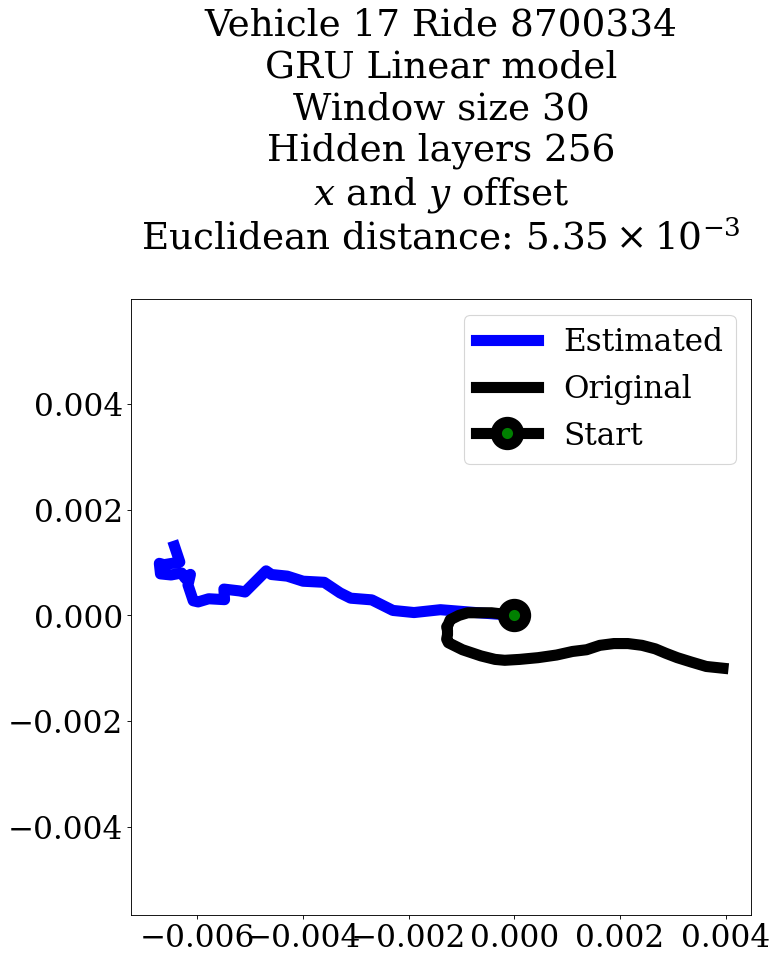 Vehicle 17 Ride 8700334
GRU Linear model
Window size 30
Hidden layers 256
x and y offset
Euclidean distance: 5.35 × 10⁻³
Estimated
Original
Start
0.004
0.002
0.000
−0.002
−0.004
−0.006 −0.004 −0.002 0.000 0.002 0.004